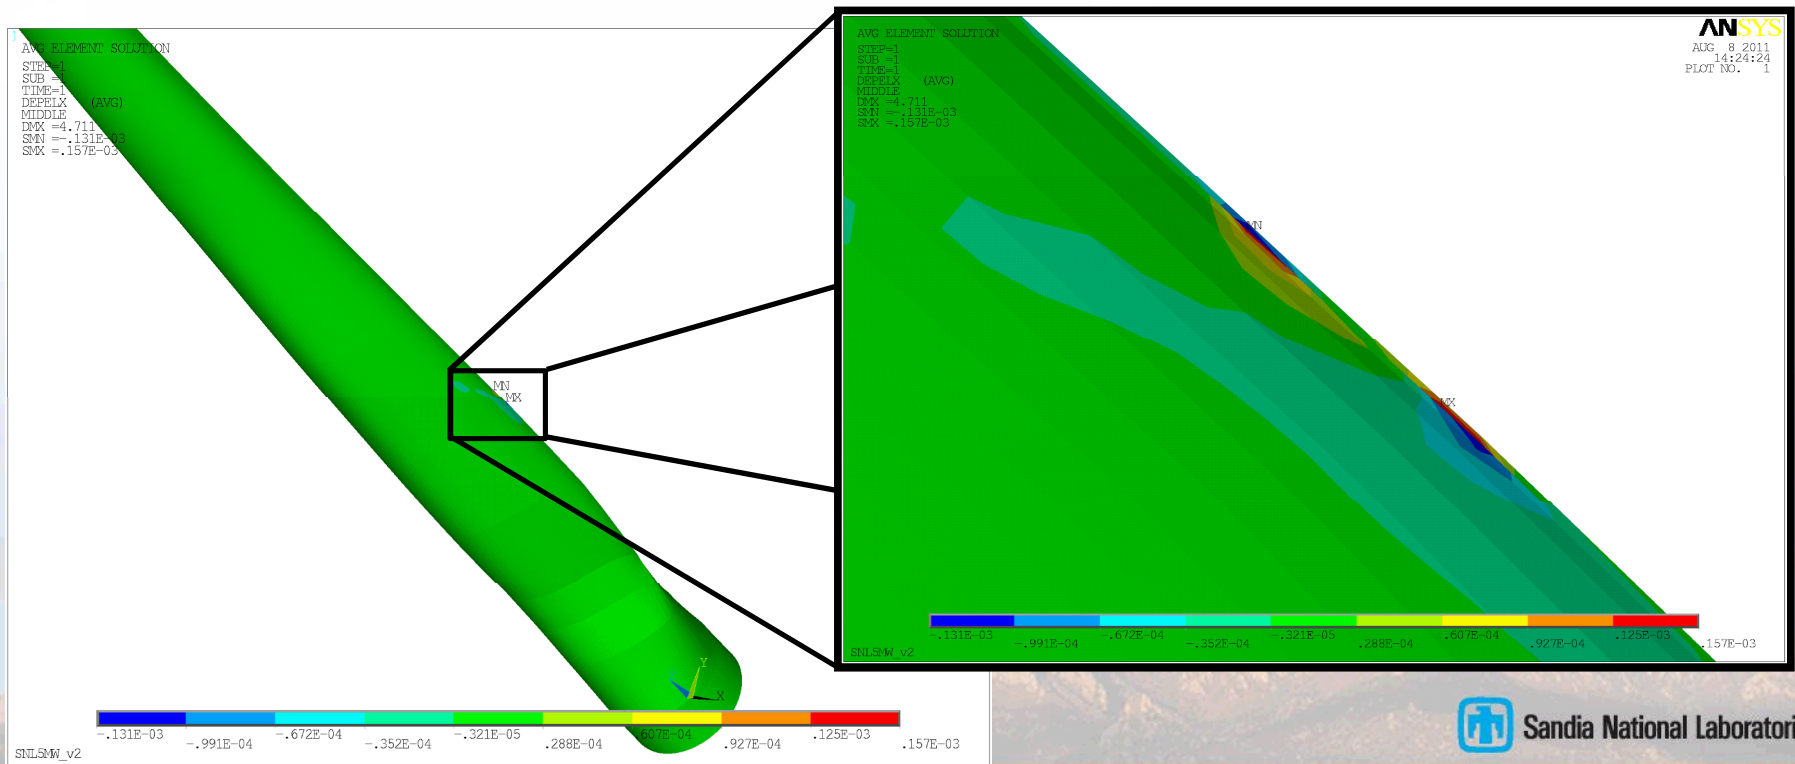 AVG ELEMENT SOLUTION
STEP=1
SUB =1
TIME=1
DEPELX (AVG)
MIDDLE
DMX =4.711
SMN =-.131E-03
SMX =.157E-03
MN
MX
Y
X
-.131E-03
-.991E-04
-.672E-04
-.352E-04
-.321E-05
.288E-04
.607E-04
.927E-04
.125E-03
.157E-03
SNL5MW_v2
AVG ELEMENT SOLUTION
STEP=1
SUB =1
TIME=1
DEPELX (AVG)
MIDDLE
DMX =4.711
SMN =-.131E-03
SMX =.157E-03
ANSYS
AUG 8 2011
14:24:24
PLOT NO. 1
MN
MX
-.131E-03
-.991E-04
-.672E-04
-.352E-04
-.321E-05
.288E-04
.607E-04
.927E-04
.125E-03
.157E-03
SNL5MW_v2
Sandia National Laboratori